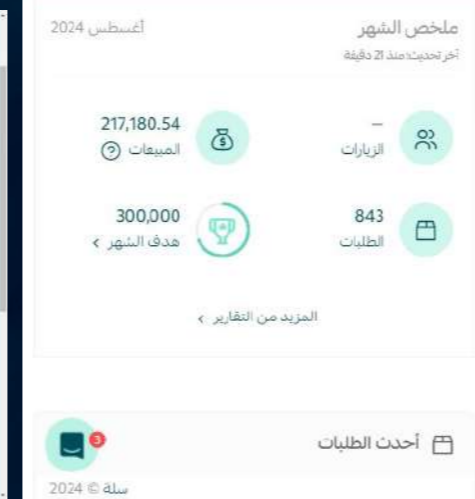 ملخص الشهر
أغسطس 2024
آخر تحديث: منذ 21 دقيقة
–
الزيارات
217,180.54
المبيعات
843
الطلبات
300,000
هدف الشهر
المزيد من التقارير
أحدث الطلبات
3
سلة © 2024